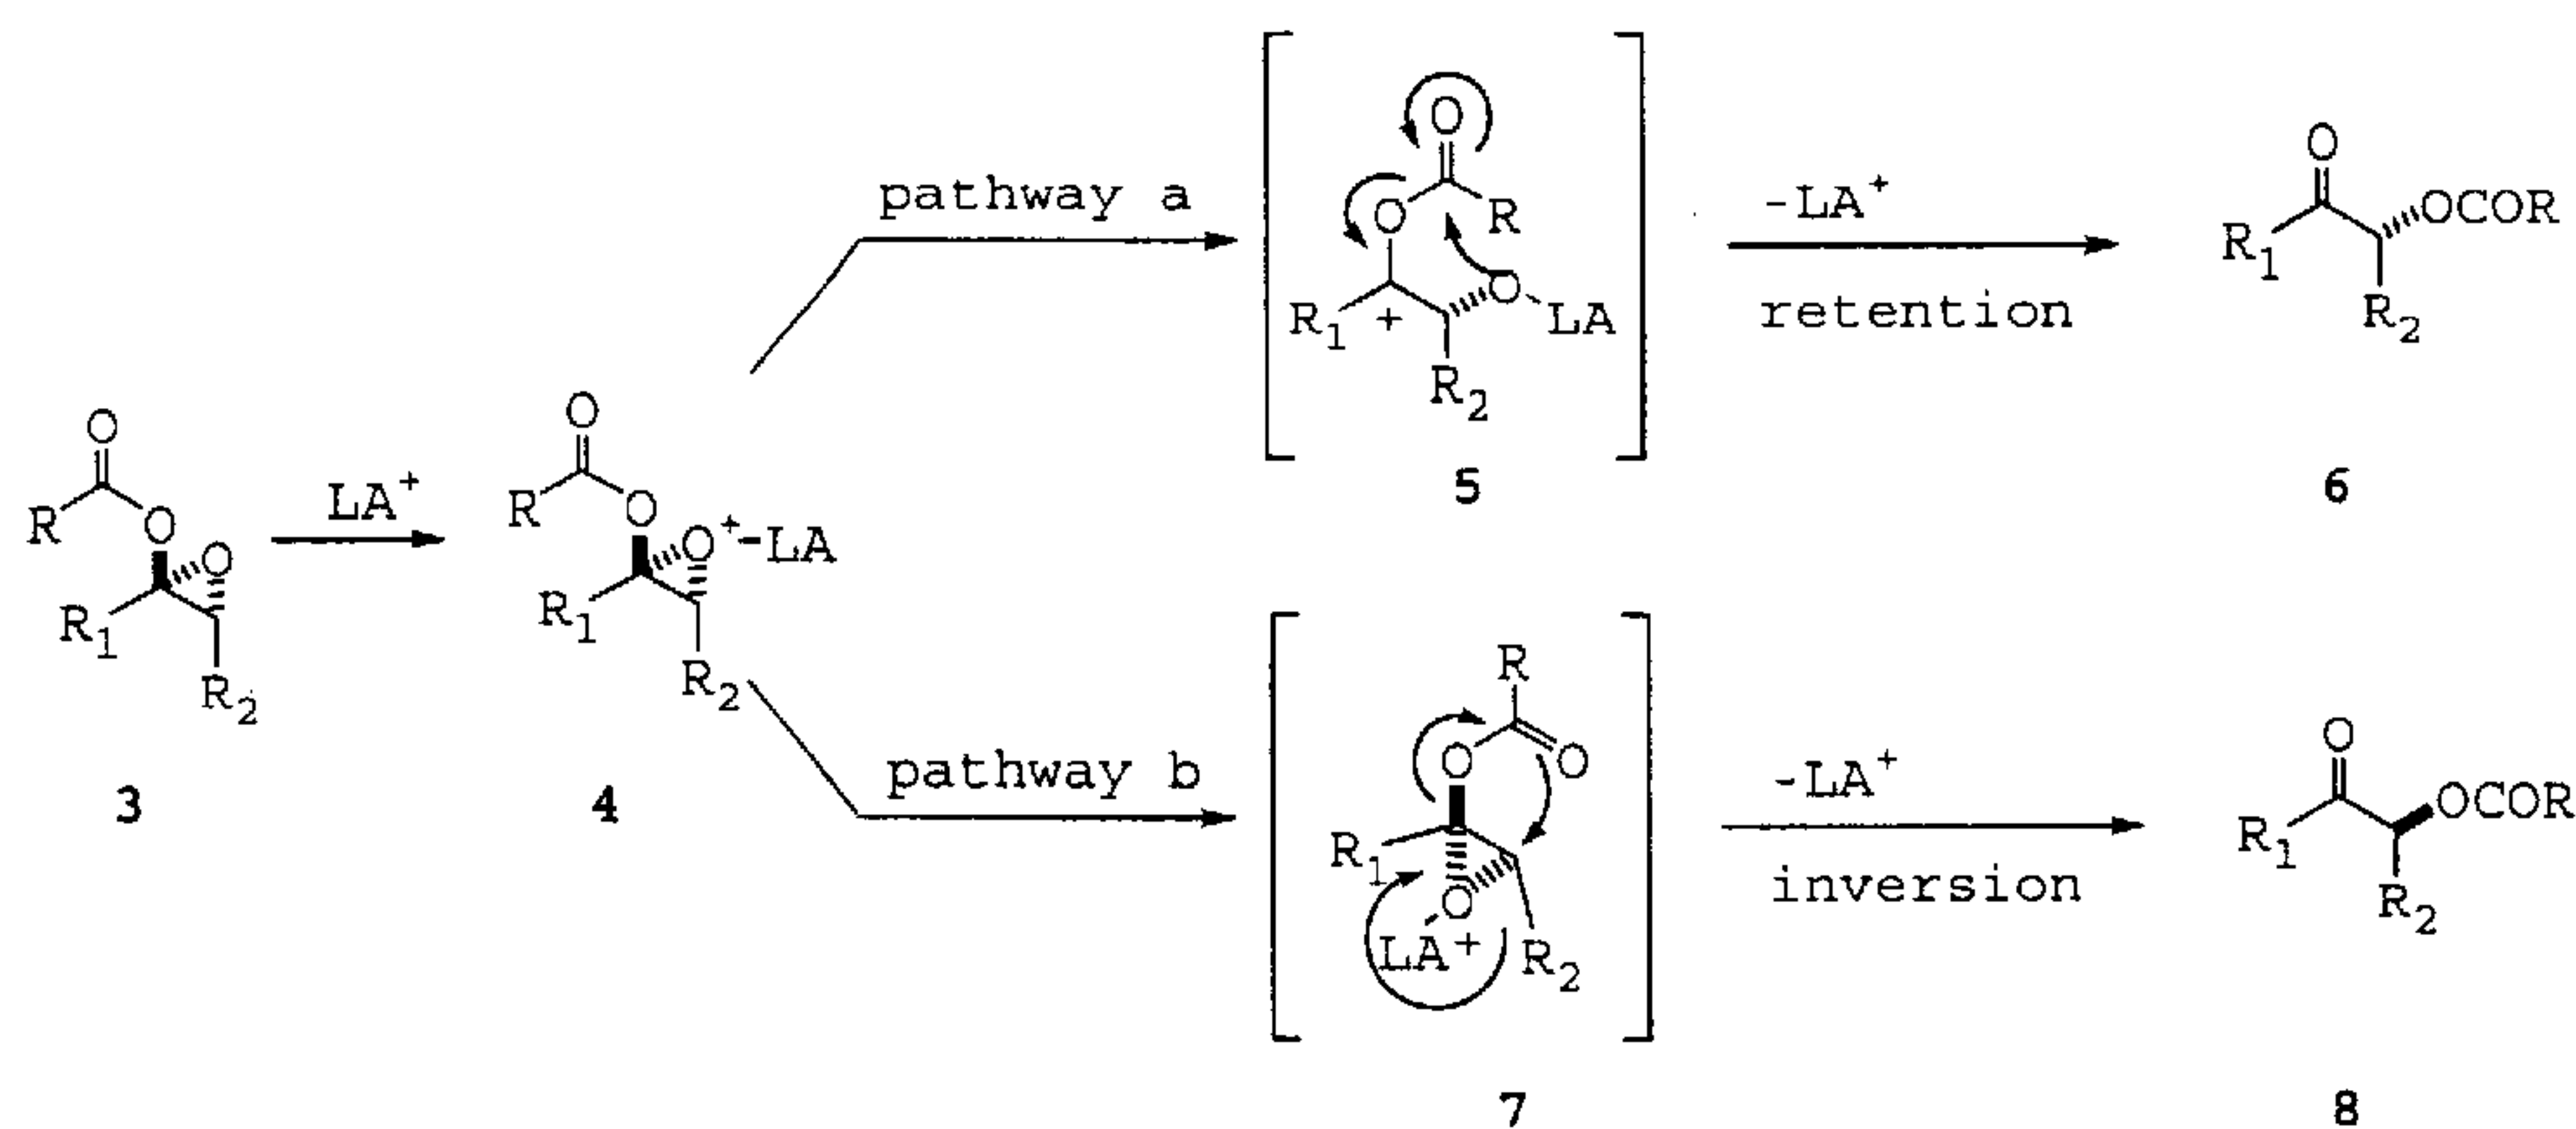 O
O
R
LA
R1
+
R2
5
pathway a
-LA+
retention
O
R1
OCOR
R2
6
O
R
O
O
R1
R2
3
LA+
O
R
O
O+-LA
R1
R2
4
pathway b
R
O
O
R1
O
LA+
R2
7
-LA+
inversion
O
R1
OCOR
R2
8